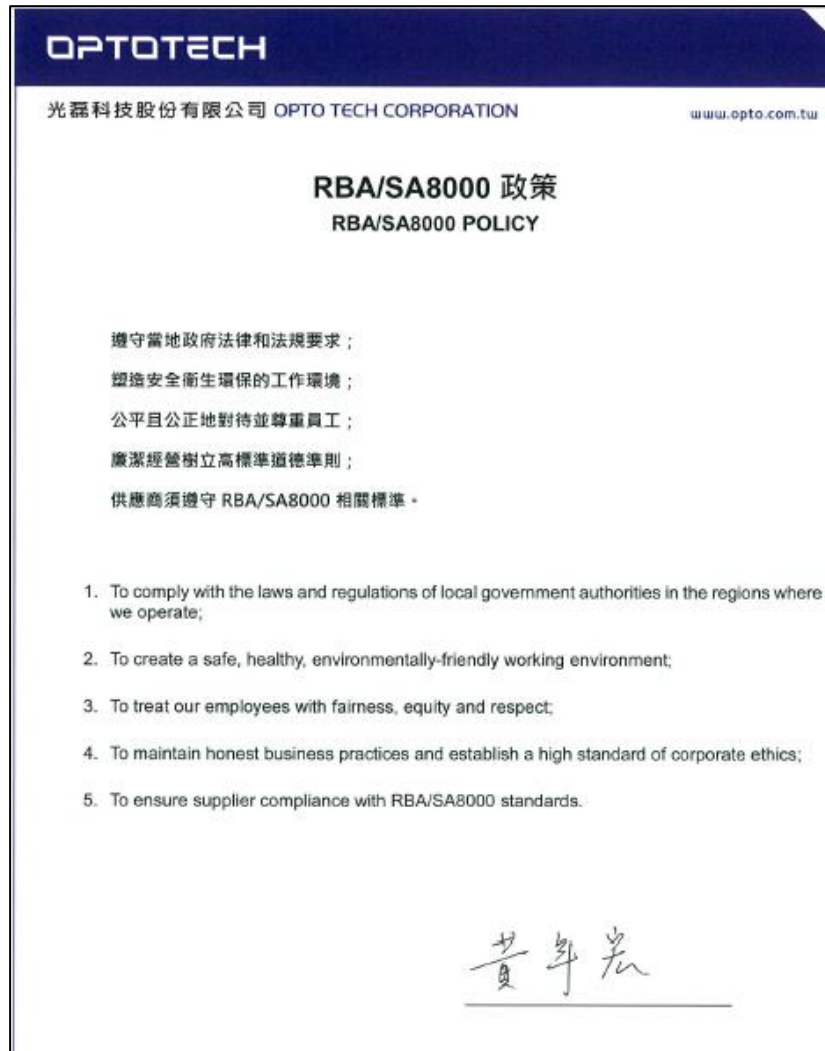 OPTOTECH
光磊科技股份有限公司 OPTO TECH CORPORATION
www.opto.com.tw
RBA/SA8000 政策
RBA/SA8000 POLICY
遵守當地政府法律和法規要求；
塑造安全衛生環保的工作環境；
公平且公正地對待並尊重員工；
廉潔經營樹立高標準道德準則；
供應商須遵守 RBA/SA8000 相關標準。
1. To comply with the laws and regulations of local government authorities in the regions where
we operate;
2. To create a safe, healthy, environmentally-friendly working environment;
3. To treat our employees with fairness, equity and respect;
4. To maintain honest business practices and establish a high standard of corporate ethics;
5. To ensure supplier compliance with RBA/SA8000 standards.
黃年宏